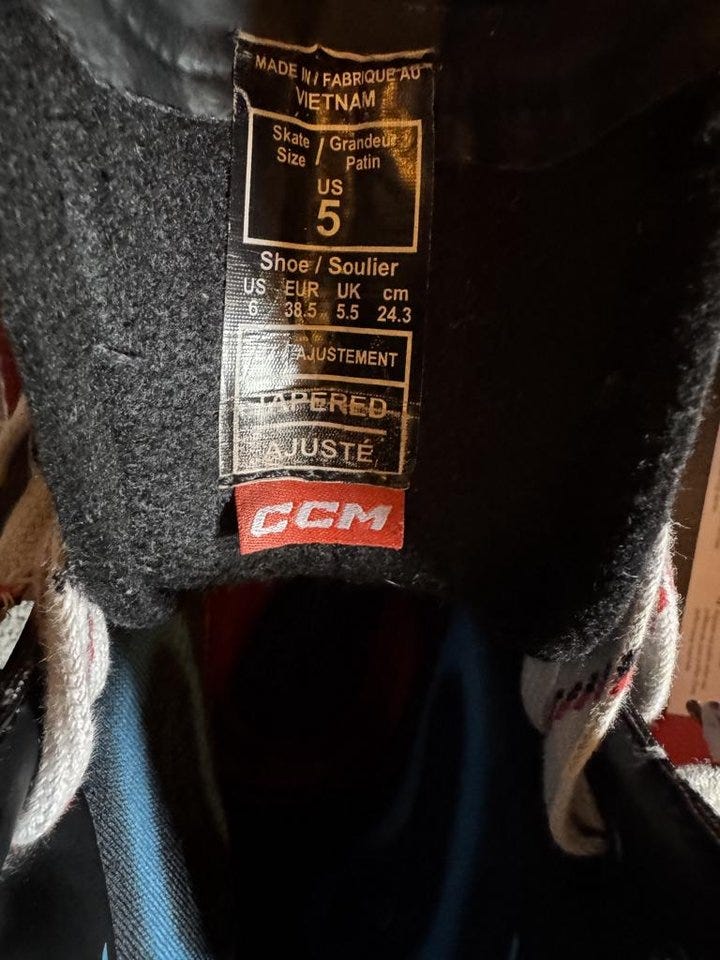 MADE IN / FABRIQUE AU
VIETNAM
Skate / Grandeur
Size Patin
US
5
Shoe / Soulier
US EUR UK cm
6 38.5 5.5 24.3
AJUSTEMENT
TAPERED
AJUSTÉ
CCM